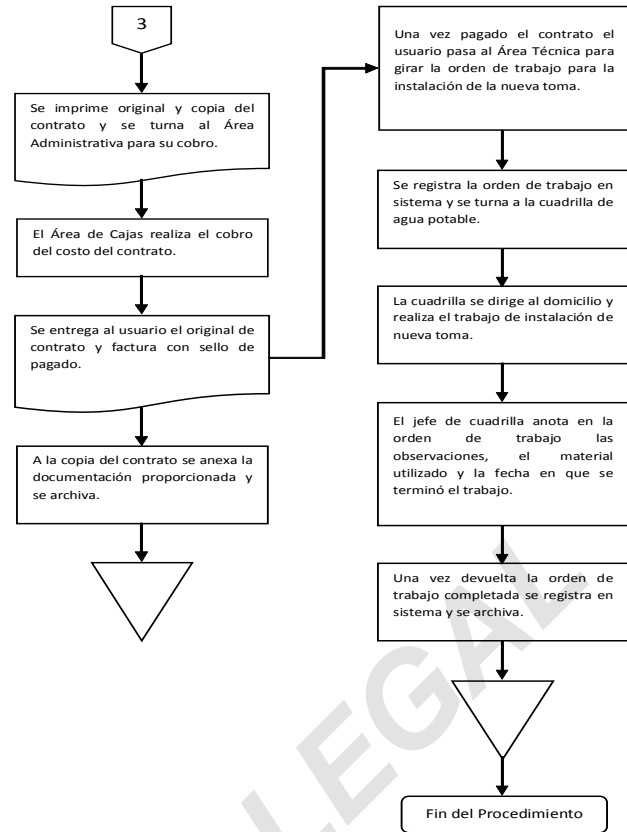 3
Se imprime original y copia del
contrato y se turna al Área
Administrativa para su cobro.
El Área de Cajas realiza el cobro
del costo del contrato.
Se entrega al usuario el original de
contrato y factura con sello de
pagado.
A la copia del contrato se anexa la
documentación proporcionada y
se archiva.
Una vez pagado el contrato el
usuario pasa al Área Técnica para
girar la orden de trabajo para la
instalación de la nueva toma.
Se registra la orden de trabajo en
sistema y se turna a la cuadrilla de
agua potable.
La cuadrilla se dirige al domicilio y
realiza el trabajo de instalación de
nueva toma.
El jefe de cuadrilla anota en la
orden de trabajo las
observaciones, el material
utilizado y la fecha en que se
terminó el trabajo.
Una vez devuelta la orden de
trabajo completada se registra en
sistema y se archiva.
Fin del Procedimiento
LEGAL